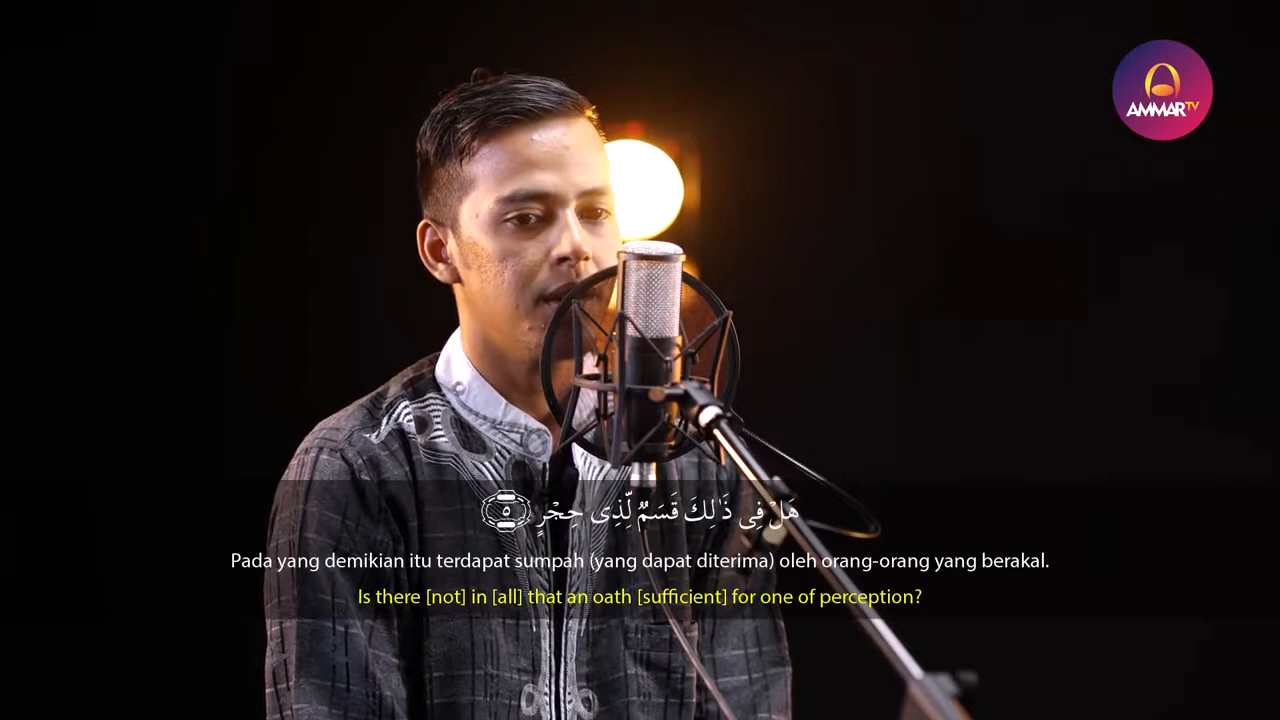 AMMAR TV
هَلْ فِى ذَٰلِكَ قَسَمٌ لِّذِى حِجْرٍ ٥
Pada yang demikian itu terdapat sumpah (yang dapat diterima) oleh orang-orang yang berakal.
Is there [not] in [all] that an oath [sufficient] for one of perception?